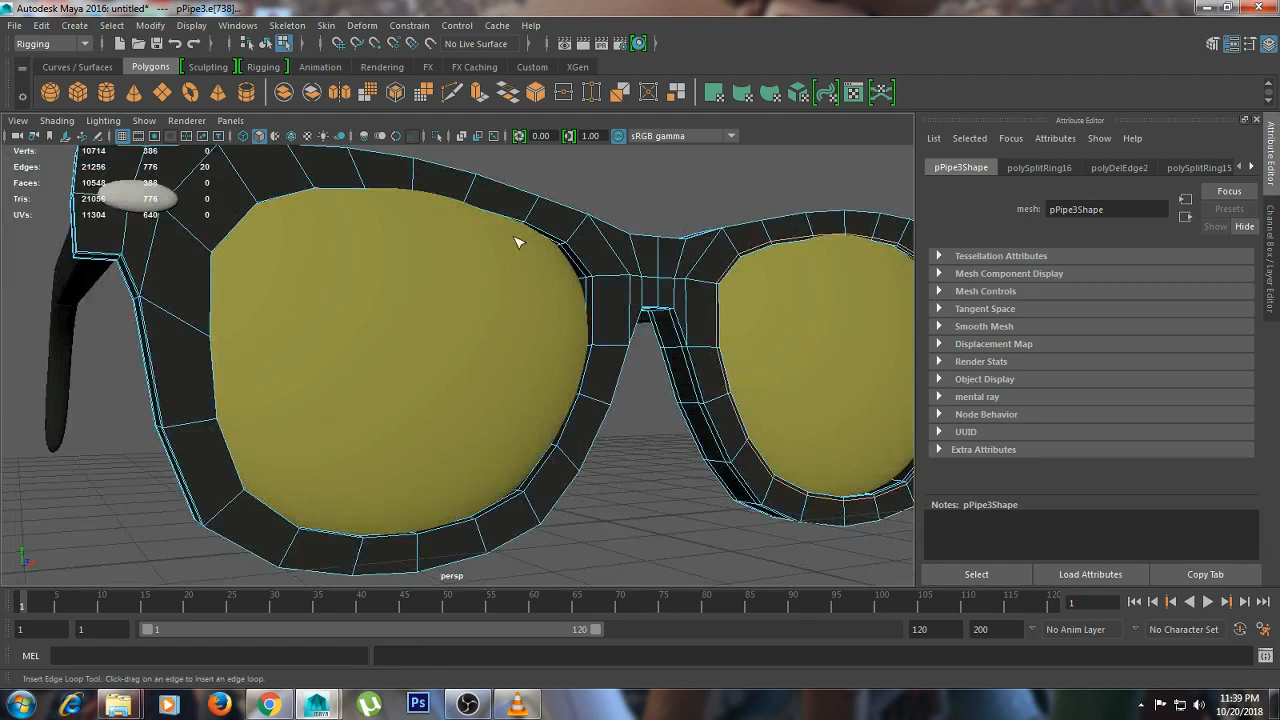 Autodesk Maya 2016: untitled* --- pPipe3.e[738]...
File Edit Create Select Modify Display Windows Skeleton Skin Deform Constrain Control Cache Help
Rigging No Live Surface
Curves / Surfaces Polygons Sculpting Rigging Animation Rendering FX FX Caching Custom XGen
View Shading Lighting Show Renderer Panels
Attribute Editor
0.00 1.00 sRGB gamma
List Selected Focus Attributes Show Help
Verts: 10714 386 0
Edges: 21256 776 20
Faces: 10548 388 0
Tris: 21056 776 0
UVs: 11304 640 0
pPipe3Shape polySplitRing16 polyDelEdge2 polySplitRing15
Focus
mesh: pPipe3Shape
Presets
Show Hide
Tessellation Attributes
Mesh Component Display
Mesh Controls
Tangent Space
Smooth Mesh
Displacement Map
Render Stats
Object Display
mental ray
Node Behavior
UUID
Extra Attributes
Notes: pPipe3Shape
Select Load Attributes Copy Tab
Attribute Editor
Channel Box / Layer Editor
persp
1 5 10 15 20 25 30 35 40 45 50 55 60 65 70 75 80 85 90 95 100 105 110 115 120 1
1 1 1 120 120 200 No Anim Layer No Character Set
MEL
Insert Edge Loop Tool: Click+drag on an edge to insert an edge loop.
Ps
11:39 PM
10/20/2018